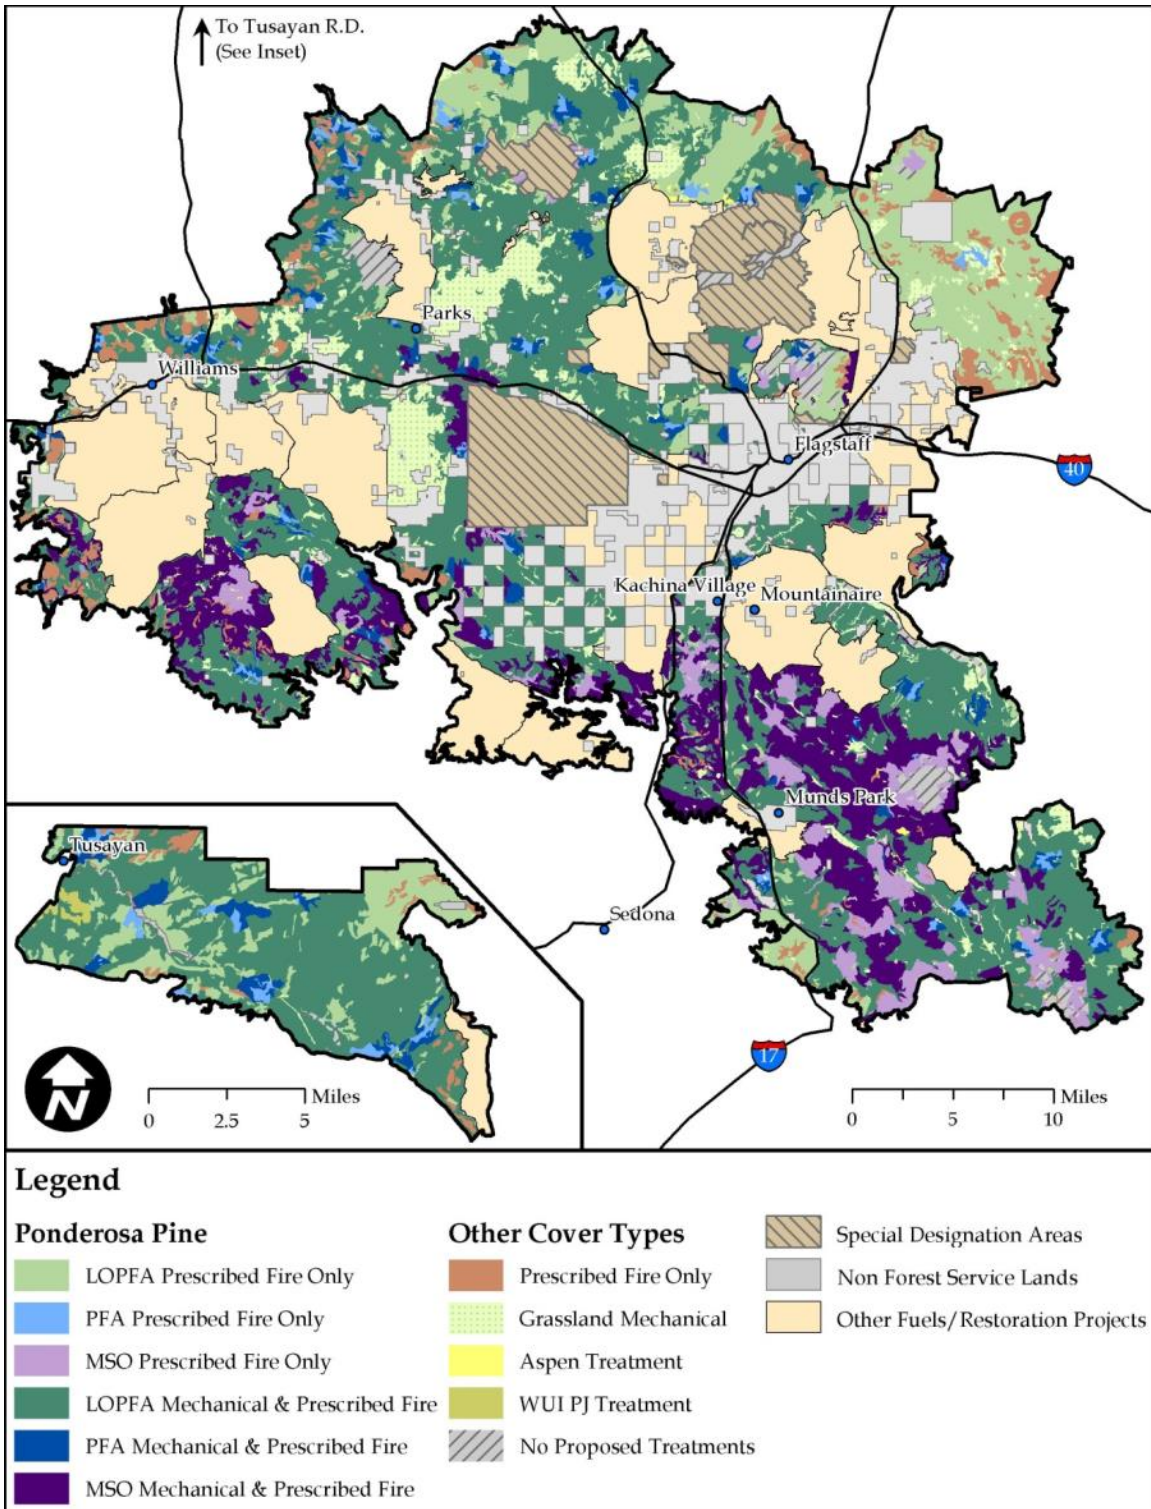 To Tusayan R.D.
(See Inset)
Parks
Williams
Flagstaff
40
Kachina Village
Mountainaire
Munds Park
Tusayan
Sedona
17
N
Miles
0 2.5 5
Miles
0 5 10
Legend
Ponderosa Pine
LOPFA Prescribed Fire Only
PFA Prescribed Fire Only
MSO Prescribed Fire Only
LOPFA Mechanical & Prescribed Fire
PFA Mechanical & Prescribed Fire
MSO Mechanical & Prescribed Fire
Other Cover Types
Prescribed Fire Only
Grassland Mechanical
Aspen Treatment
WUI PJ Treatment
No Proposed Treatments
Special Designation Areas
Non Forest Service Lands
Other Fuels/Restoration Projects